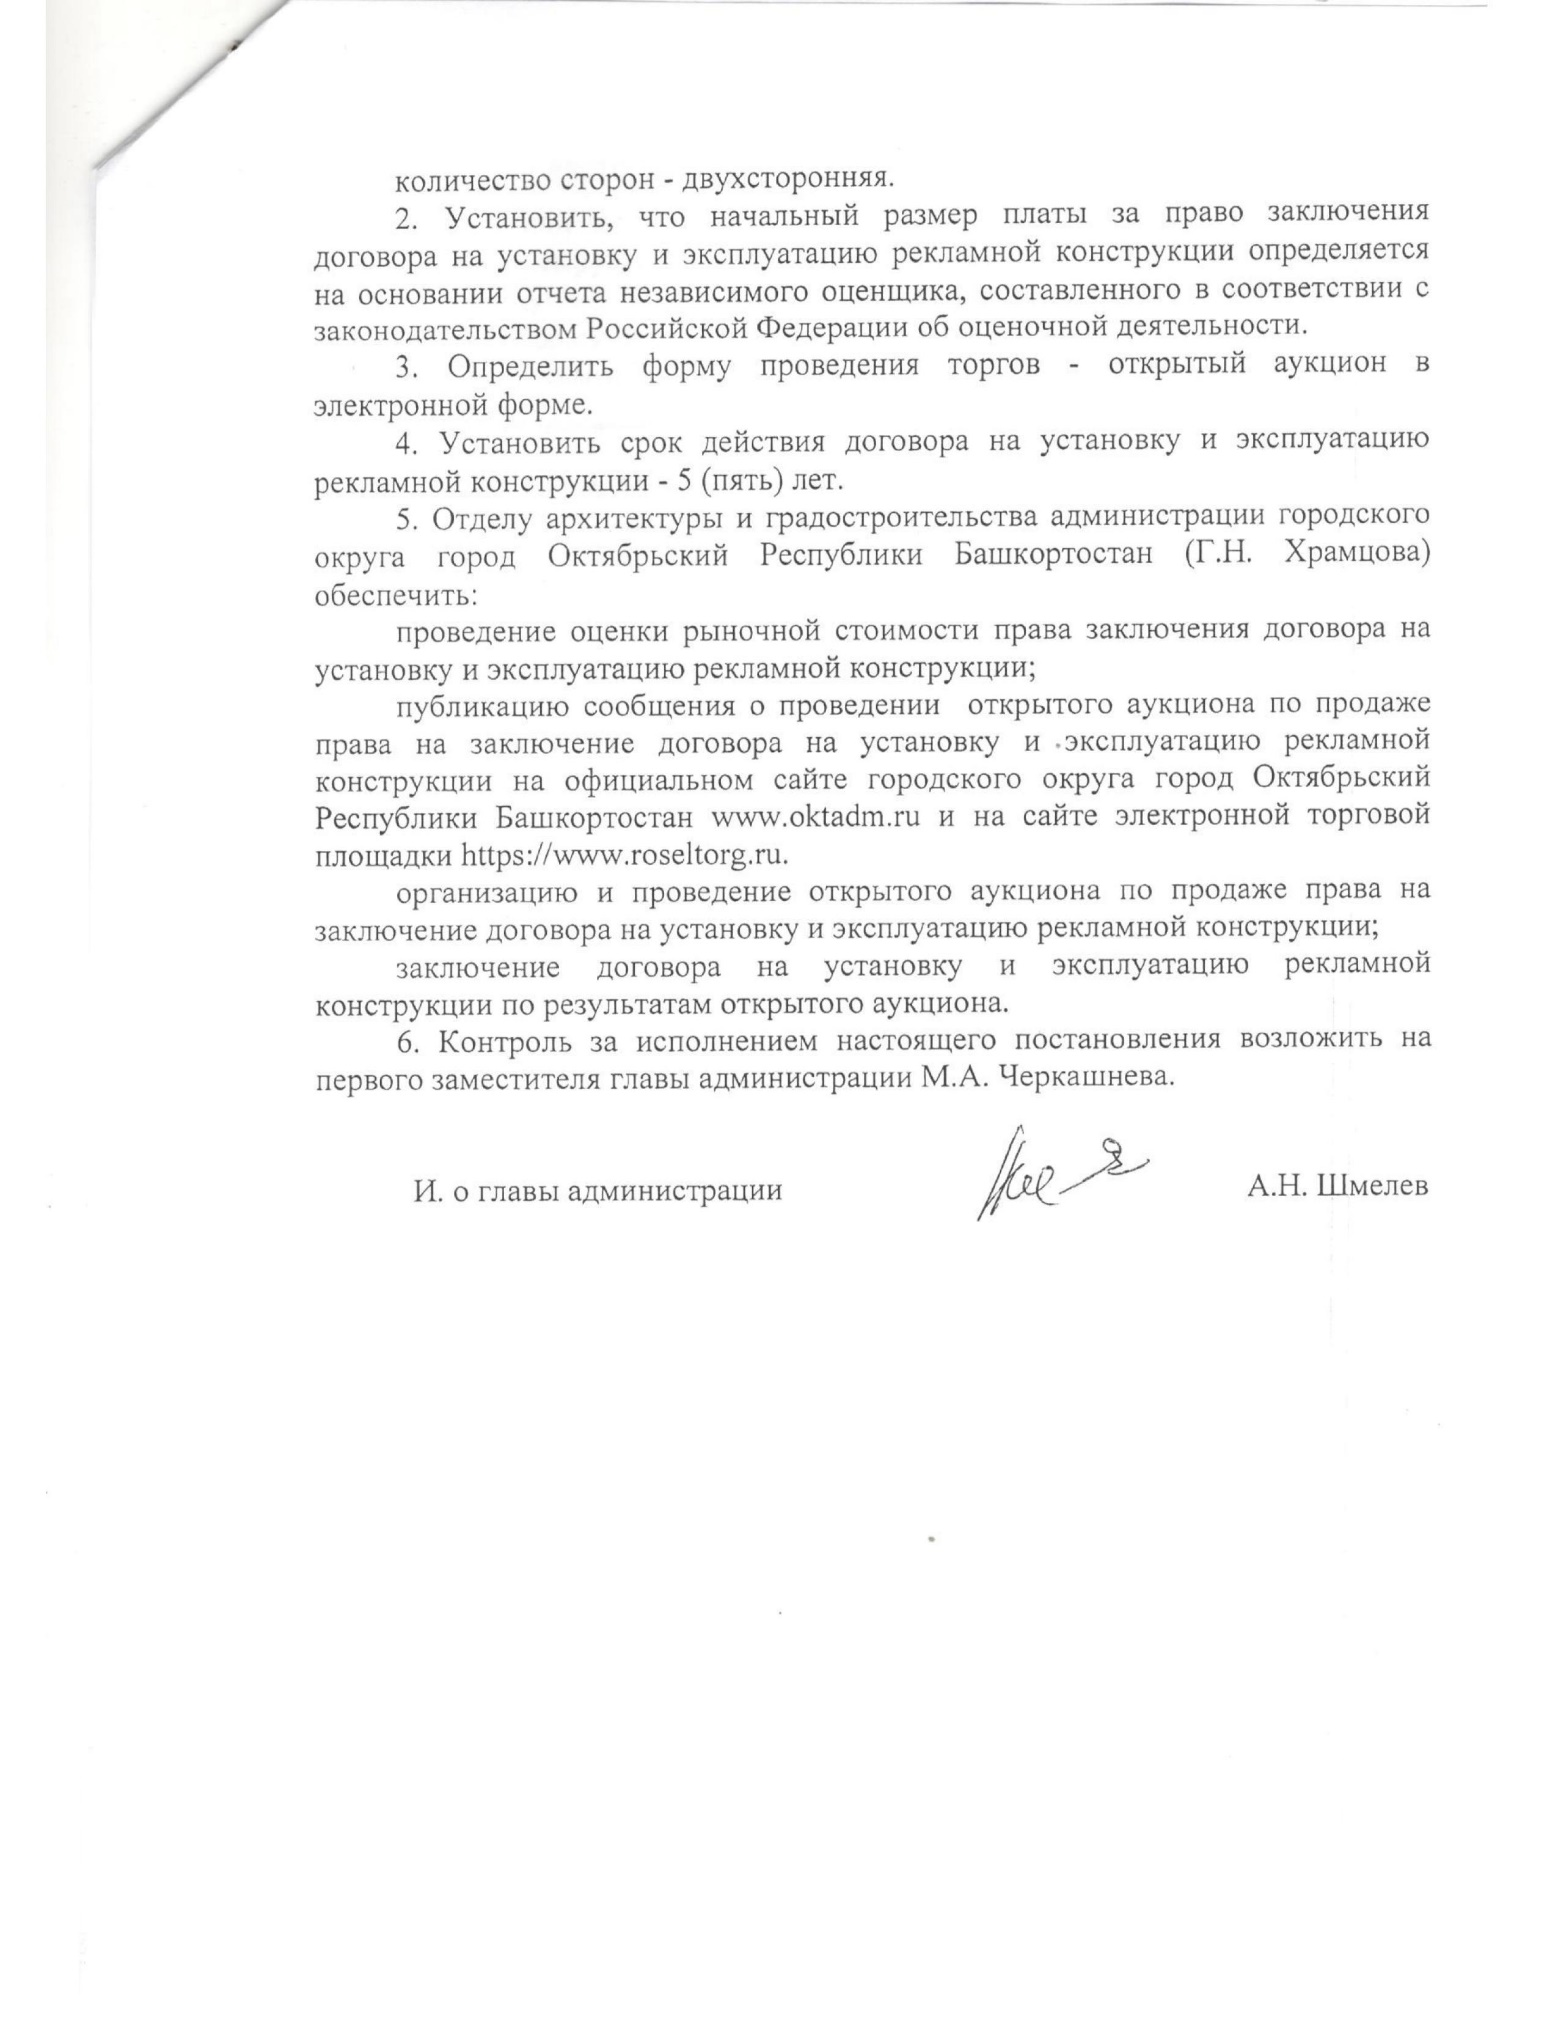 количество сторон - двухсторонняя.
2. Установить, что начальный размер платы за право заключения
договора на установку и эксплуатацию рекламной конструкции определяется
на основании отчета независимого оценщика, составленного в соответствии с
законодательством Российской Федерации об оценочной деятельности.
3. Определить форму проведения торгов - открытый аукцион в
электронной форме.
4. Установить срок действия договора на установку и эксплуатацию
рекламной конструкции - 5 (пять) лет.
5. Отделу архитектуры и градостроительства администрации городского
округа город Октябрьский Республики Башкортостан (Г.Н. Храмцова)
обеспечить:
проведение оценки рыночной стоимости права заключения договора на
установку и эксплуатацию рекламной конструкции;
публикацию сообщения о проведении открытого аукциона по продаже
права на заключение договора на установку и эксплуатацию рекламной
конструкции на официальном сайте городского округа город Октябрьский
Республики Башкортостан www.oktadm.ru и на сайте электронной торговой
площадки https://www.roseltorg.ru.
организацию и проведение открытого аукциона по продаже права на
заключение договора на установку и эксплуатацию рекламной конструкции;
заключение договора на установку и эксплуатацию рекламной
конструкции по результатам открытого аукциона.
6. Контроль за исполнением настоящего постановления возложить на
первого заместителя главы администрации М.А. Черкашнева.
И. о главы администрации А.Н. Шмелев